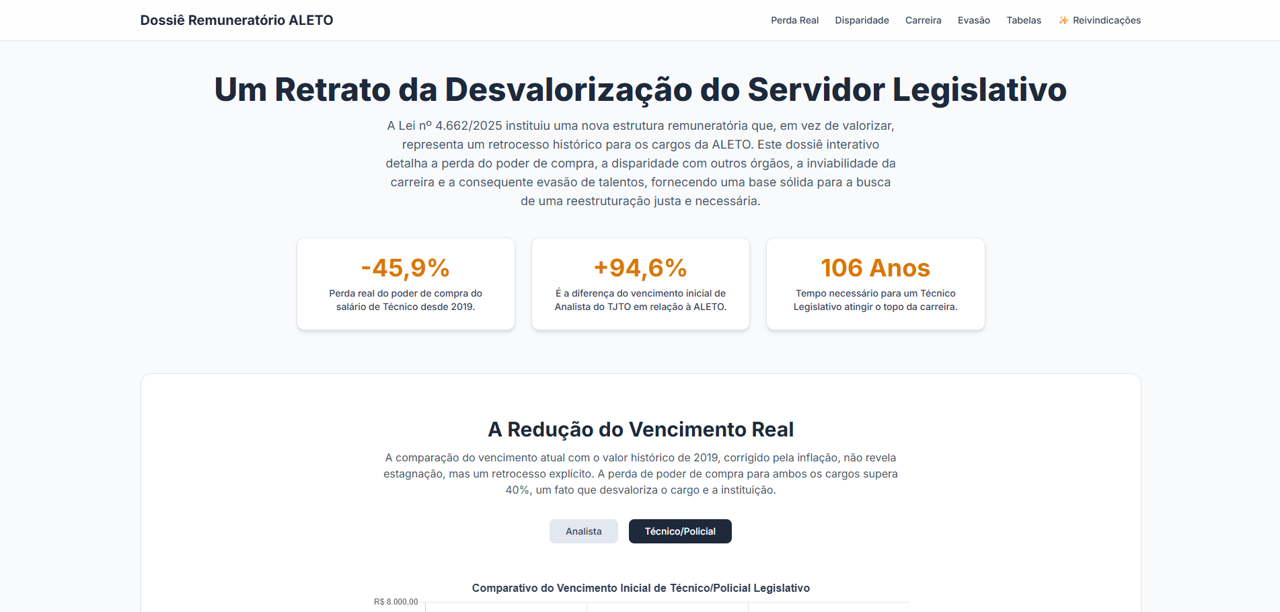 Dossiê Remuneratório ALETO
Perda Real
Disparidade
Carreira
Evasão
Tabelas
✨ Reivindicações
Um Retrato da Desvalorização do Servidor Legislativo
A Lei nº 4.662/2025 instituiu uma nova estrutura remuneratória que, em vez de valorizar,
representa um retrocesso histórico para os cargos da ALETO. Este dossiê interativo
detalha a perda do poder de compra, a disparidade com outros órgãos, a inviabilidade da
carreira e a consequente evasão de talentos, fornecendo uma base sólida para a busca
de uma reestruturação justa e necessária.
-45,9%
Perda real do poder de compra do
salário de Técnico desde 2019.
+94,6%
É a diferença do vencimento inicial de
Analista do TJTO em relação à ALETO.
106 Anos
Tempo necessário para um Técnico
Legislativo atingir o topo da carreira.
A Redução do Vencimento Real
A comparação do vencimento atual com o valor histórico de 2019, corrigido pela inflação, não revela
estagnação, mas um retrocesso explícito. A perda de poder de compra para ambos os cargos supera
40%, um fato que desvaloriza o cargo e a instituição.
Analista
Técnico/Policial
Comparativo do Vencimento Inicial de Técnico/Policial Legislativo
R$ 8.000,00